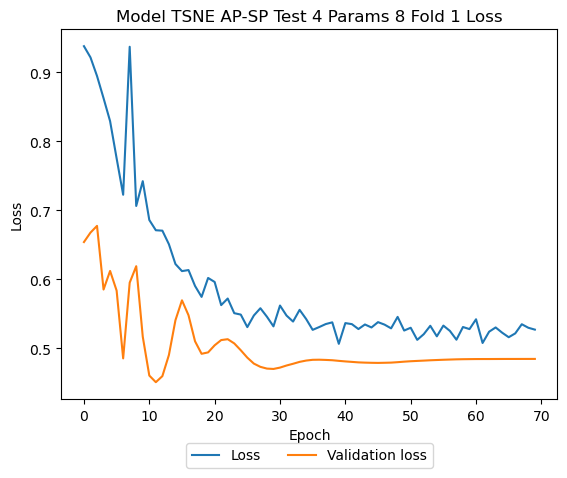 Model TSNE AP-SP Test 4 Params 8 Fold 1 Loss
0.9
0.8
0.7
0.6
0.5
Loss
0 10 20 30 40 50 60 70
Epoch
Loss Validation loss